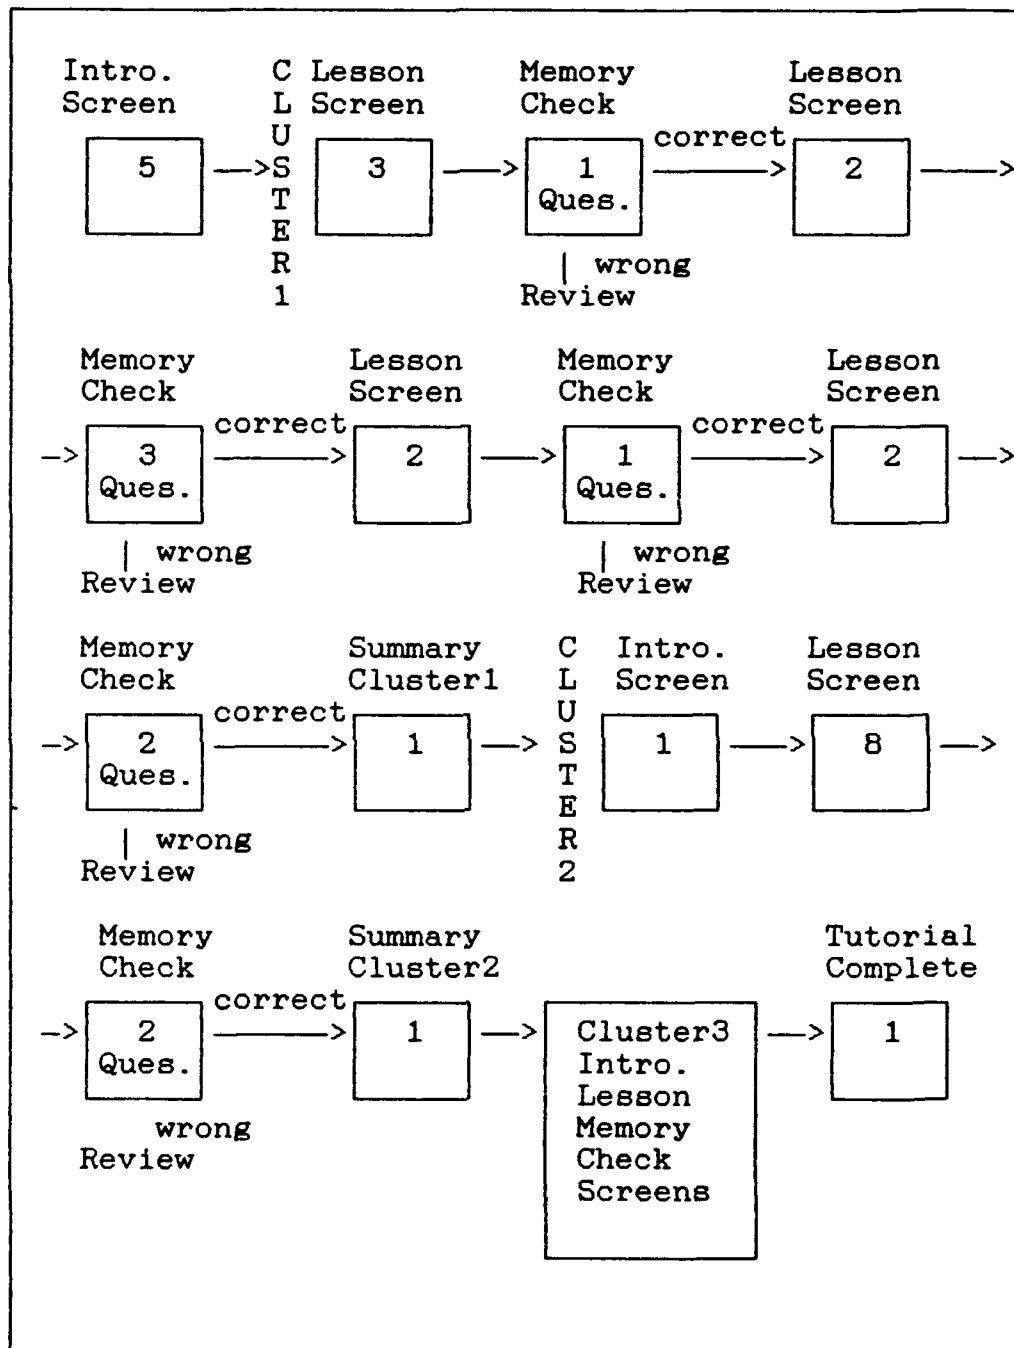 Intro. C Lesson Memory Lesson
Screen L Screen Check Screen
U correct
5 —>S 3 —> 1 —> 2 —>
T Ques.
E
R | wrong
1 Review
Memory Lesson Memory Lesson
Check Screen Check Screen
correct correct
—> 3 —> 2 —> 1 —> 2 —>
Ques. Ques.
| wrong | wrong
Review Review
Memory Summary C Intro. Lesson
Check Cluster1 L Screen Screen
correct U
—> 2 —> 1 —> S 1 —> 8 —>
Ques. T
E
| wrong R
Review 2
Memory Summary Tutorial
Check Cluster2 Complete
correct
—> 2 —> 1 —> Cluster3 —> 1
Ques. Intro.
Lesson
wrong Memory
Review Check
Screens